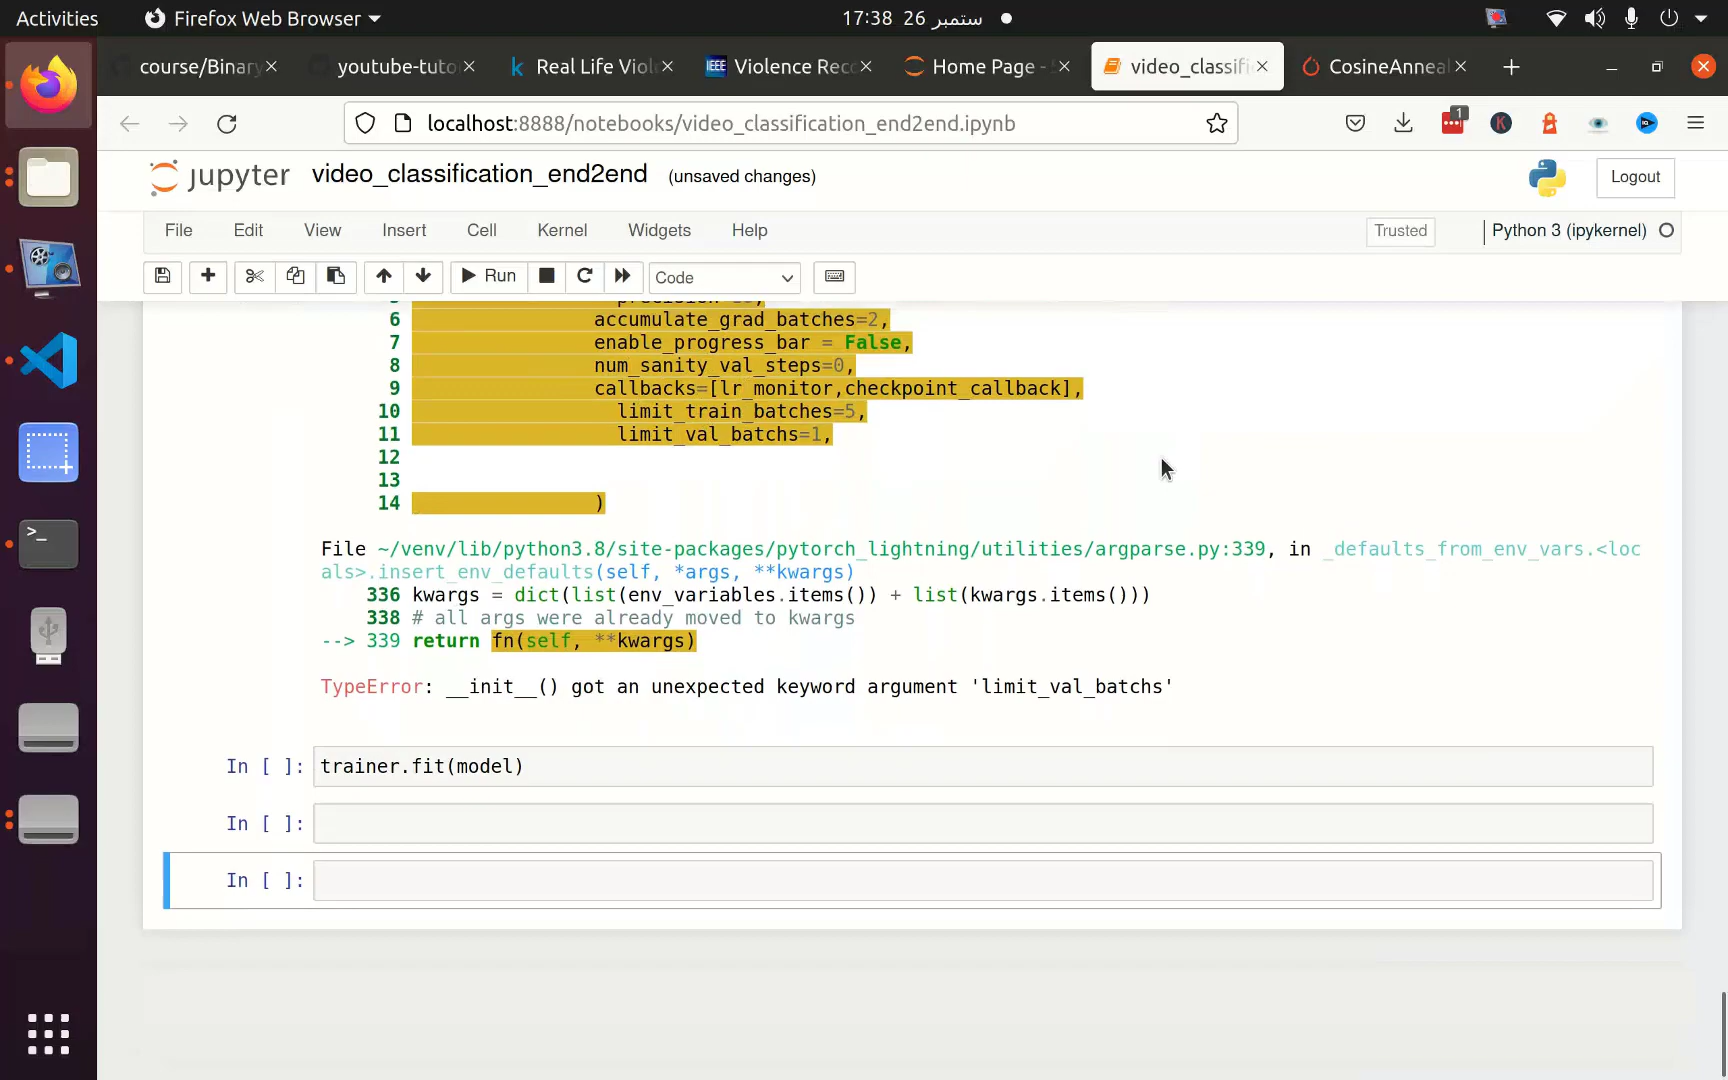 Activities
Firefox Web Browser
17:38 26 ستمبر
course/Binary
youtube-tuto
Real Life Viol
IEEE Violence Rec
Home Page -
video_classifi
CosineAnneal
localhost:8888/notebooks/video_classification_end2end.ipynb
1
jupyter video_classification_end2end (unsaved changes)
Logout
File Edit View Insert Cell Kernel Widgets Help
Trusted
Python 3 (ipykernel)
Run
Code
6 accumulate_grad_batches=2,
7 enable_progress_bar = False,
8 num_sanity_val_steps=0,
9 callbacks=[lr_monitor,checkpoint_callback],
10 limit_train_batches=5,
11 limit_val_batchs=1,
12
13
14 )
File ~/venv/lib/python3.8/site-packages/pytorch_lightning/utilities/argparse.py:339, in _defaults_from_env_vars.<loc
als>.insert_env_defaults(self, *args, **kwargs)
336 kwargs = dict(list(env_variables.items()) + list(kwargs.items()))
338 # all args were already moved to kwargs
--> 339 return fn(self, **kwargs)
TypeError: __init__() got an unexpected keyword argument 'limit_val_batchs'
In [ ]: trainer.fit(model)
In [ ]:
In [ ]: